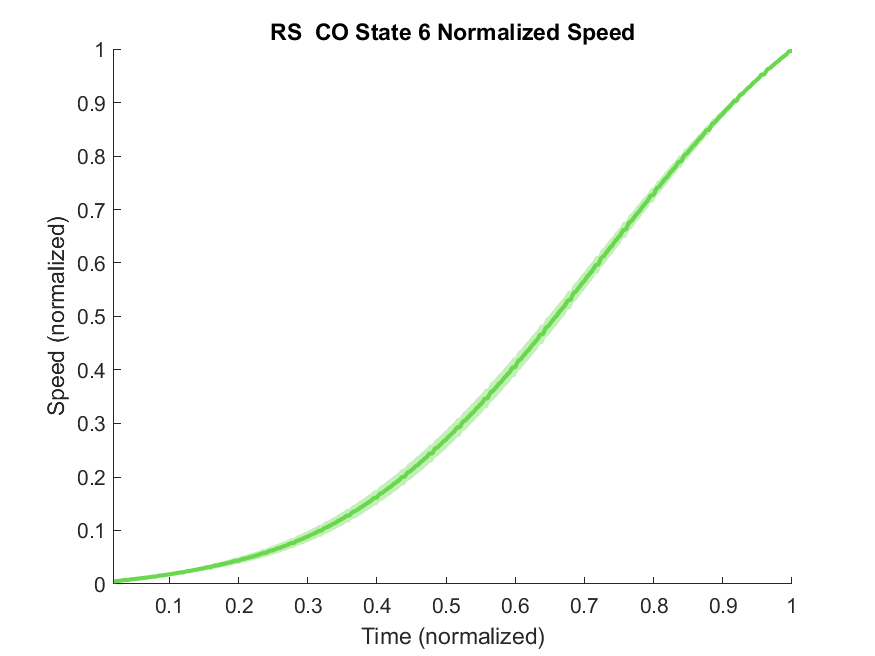 RS  CO State 6 Normalized Speed
1
0.9
0.8
0.7
0.6
0.5
0.4
0.3
0.2
0.1
0
Speed (normalized)
0.1 0.2 0.3 0.4 0.5 0.6 0.7 0.8 0.9 1
Time (normalized)